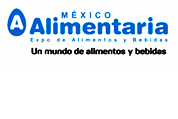 MÉXICO
A Alimentaria
Expo de Alimentos y Bebidas
Un mundo de alimentos y bebidas